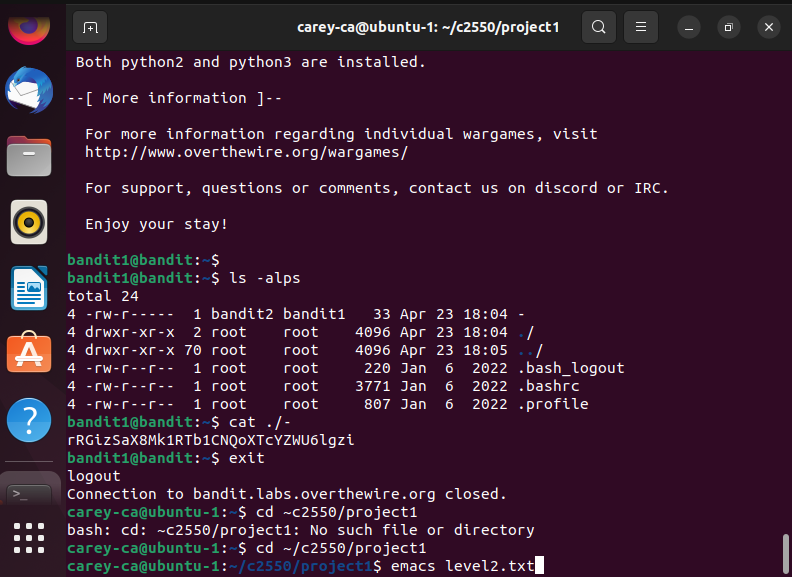 carey-ca@ubuntu-1: ~/c2550/project1
Both python2 and python3 are installed.
--[ More information ]--
For more information regarding individual wargames, visit
http://www.overthewire.org/wargames/
For support, questions or comments, contact us on discord or IRC.
Enjoy your stay!
bandit1@bandit:~$
bandit1@bandit:~$ ls -alps
total 24
4 -rw-r-----  1 bandit2 bandit1   33 Apr 23 18:04 -
4 drwxr-xr-x  2 root    root    4096 Apr 23 18:04 ./
4 drwxr-xr-x 70 root    root    4096 Apr 23 18:05 ../
4 -rw-r--r--  1 root    root     220 Jan  6  2022 .bash_logout
4 -rw-r--r--  1 root    root    3771 Jan  6  2022 .bashrc
4 -rw-r--r--  1 root    root     807 Jan  6  2022 .profile
bandit1@bandit:~$ cat ./-
rRGizSaX8Mk1RTb1CNQoXTcYZWU6lgzi
bandit1@bandit:~$ exit
logout
Connection to bandit.labs.overthewire.org closed.
carey-ca@ubuntu-1:~$ cd ~c2550/project1
bash: cd: ~c2550/project1: No such file or directory
carey-ca@ubuntu-1:~$ cd ~/c2550/project1
carey-ca@ubuntu-1:~/c2550/project1$ emacs level2.txt